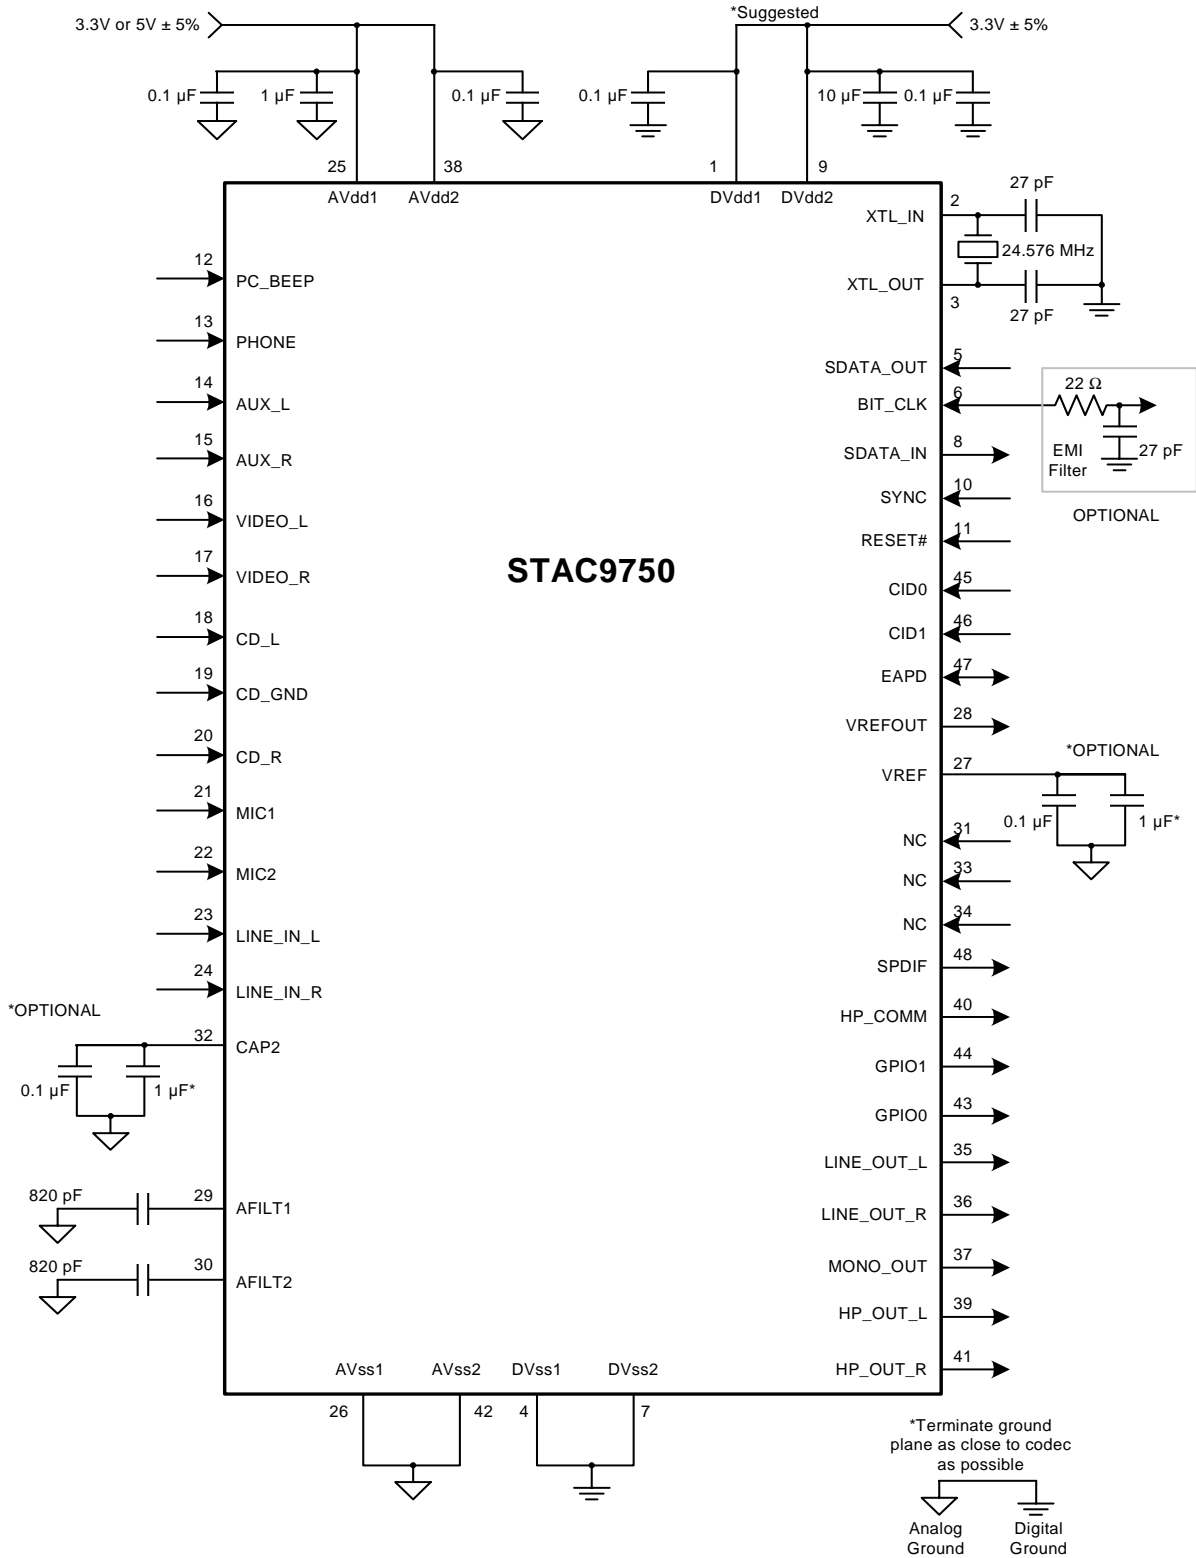 3.3V or 5V ± 5%
*Suggested
3.3V ± 5%
0.1 µF
1 µF
0.1 µF
0.1 µF
10 µF
0.1 µF
25
38
1
9
AVdd1
AVdd2
DVdd1
DVdd2
27 pF
2
XTL_IN
24.576 MHz
XTL_OUT
3
27 pF
12
PC_BEEP
13
PHONE
14
AUX_L
15
AUX_R
16
VIDEO_L
17
VIDEO_R
18
CD_L
19
CD_GND
20
CD_R
21
MIC1
22
MIC2
23
LINE_IN_L
24
LINE_IN_R
*OPTIONAL
32
CAP2
0.1 µF
1 µF*
820 pF
29
AFILT1
820 pF
30
AFILT2
STAC9750
SDATA_OUT
5
BIT_CLK
6
22 Ω
EMI
Filter
27 pF
OPTIONAL
SDATA_IN
8
SYNC
10
RESET#
11
CID0
45
CID1
46
EAPD
47
VREFOUT
28
*OPTIONAL
VREF
27
0.1 µF
1 µF*
NC
31
NC
33
NC
34
SPDIF
48
HP_COMM
40
GPIO1
44
GPIO0
43
LINE_OUT_L
35
LINE_OUT_R
36
MONO_OUT
37
HP_OUT_L
39
HP_OUT_R
41
AVss1
AVss2
DVss1
DVss2
26
42
4
7
*Terminate ground
plane as close to codec
as possible
Analog
Ground
Digital
Ground